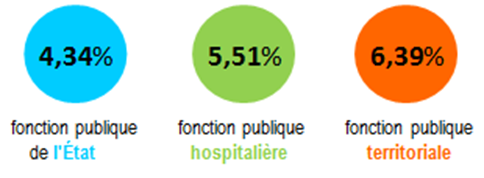 4,34% 5,51% 6,39%
fonction publique fonction publique fonction publique
de l'État hospitalière territoriale